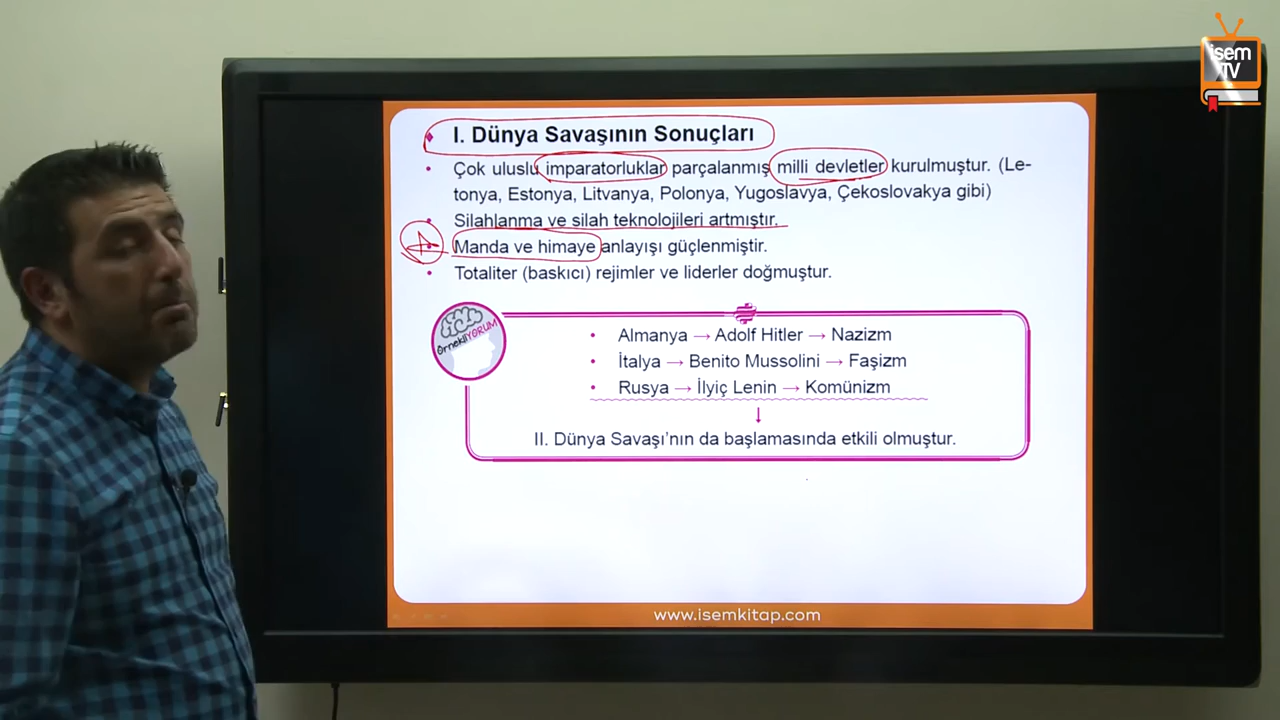 isem
TV
I. Dünya Savaşının Sonuçları
• Çok uluslu imparatorluklar parçalanmış milli devletler kurulmuştur. (Le-
tonya, Estonya, Litvanya, Polonya, Yugoslavya, Çekoslovakya gibi)
• Silahlanma ve silah teknolojileri artmıştır.
• Manda ve himaye anlayışı güçlenmiştir.
• Totaliter (baskıcı) rejimler ve liderler doğmuştur.
ÖrnekliYORUM
• Almanya → Adolf Hitler → Nazizm
• İtalya → Benito Mussolini → Faşizm
• Rusya → İlyiç Lenin → Komünizm
↓
II. Dünya Savaşı’nın da başlamasında etkili olmuştur.
www.isemkitap.com